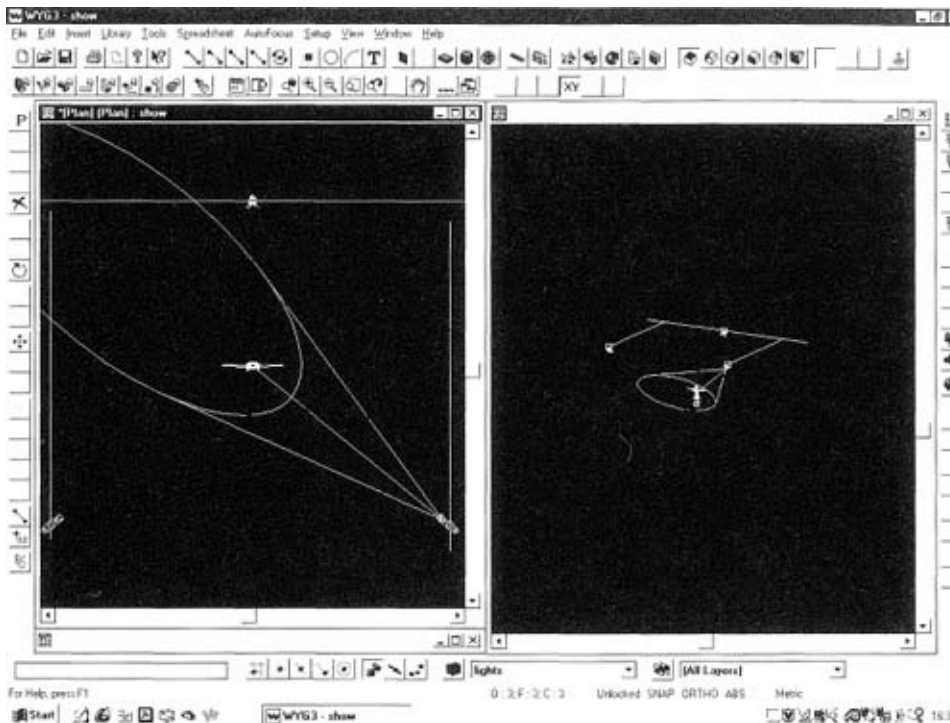 WYG3 - show
File Edit Insert Library Tools Spreadsheet AutoFocus Setup View Window Help
T
XY
*[Plan] (Plan) : show
P
lights
(All Layers)
For Help, press F1
Unlocked SNAP ORTHO ABS Metric
Start
WYG3 - show